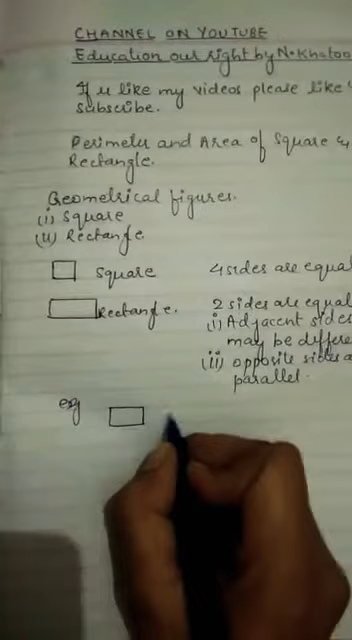 CHANNEL ON YOUTUBE
Education our right by N. Khatoo
If u like my videos please like
subscribe.
Perimeter and Area of Square &
Rectangle.
Geometrical figures.
(i) Square
(ii) Rectangle
Square 4 sides are equal
Rectangle. 2 sides are equal
(i) Adjacent sides
may be differe
(ii) opposite sides a
parallel.
eg